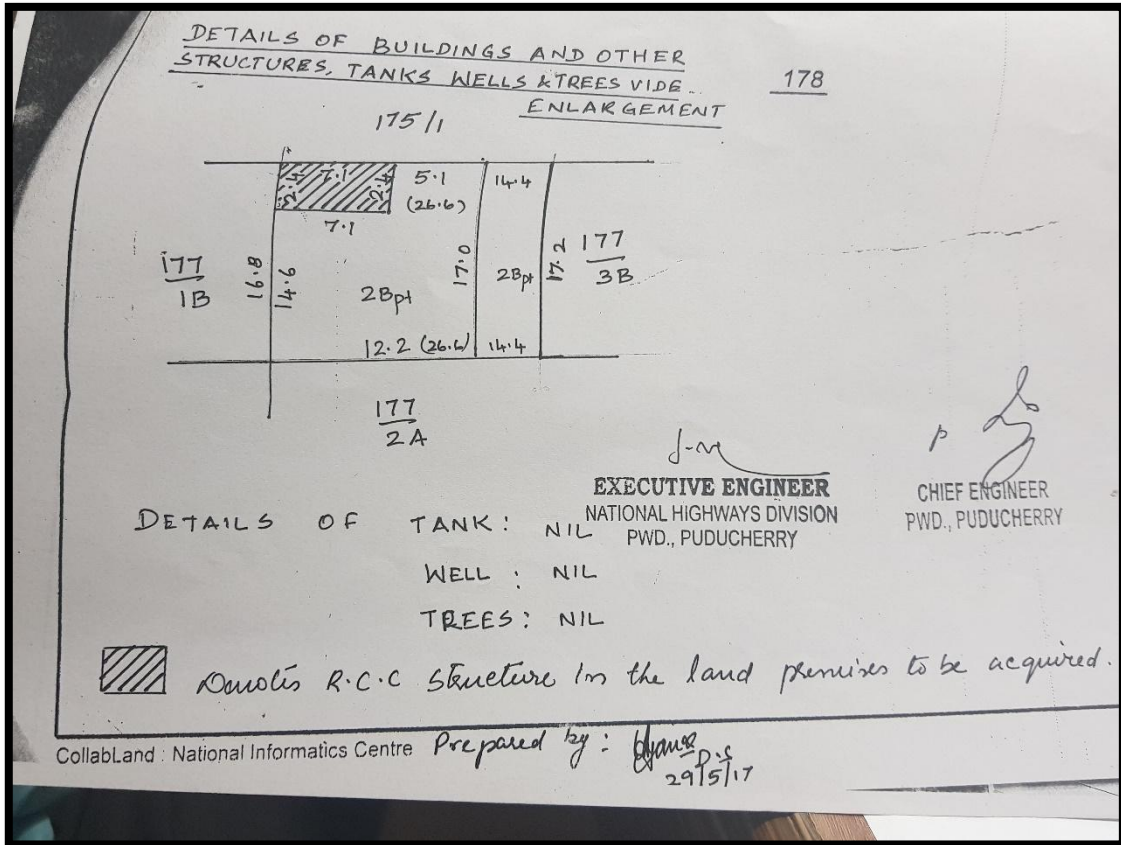 DETAILS OF BUILDINGS AND OTHER
STRUCTURES, TANKS WELLS & TREES VIDE
ENLARGEMENT
178
175/1
7.1
2.4
2.4
5.1
(26.6)
14.4
7.1
177
1B
16.8
14.6
17.0
17.2
177
3B
2Bpt
2Bpt
12.2 (26.6)
14.4
177
2A
EXECUTIVE ENGINEER
NATIONAL HIGHWAYS DIVISION
PWD., PUDUCHERRY
CHIEF ENGINEER
PWD., PUDUCHERRY
DETAILS OF TANK: NIL
WELL : NIL
TREES: NIL
Denotes R.C.C structure in the land premises to be acquired.
CollabLand : National Informatics Centre Prepared by :
29/5/17